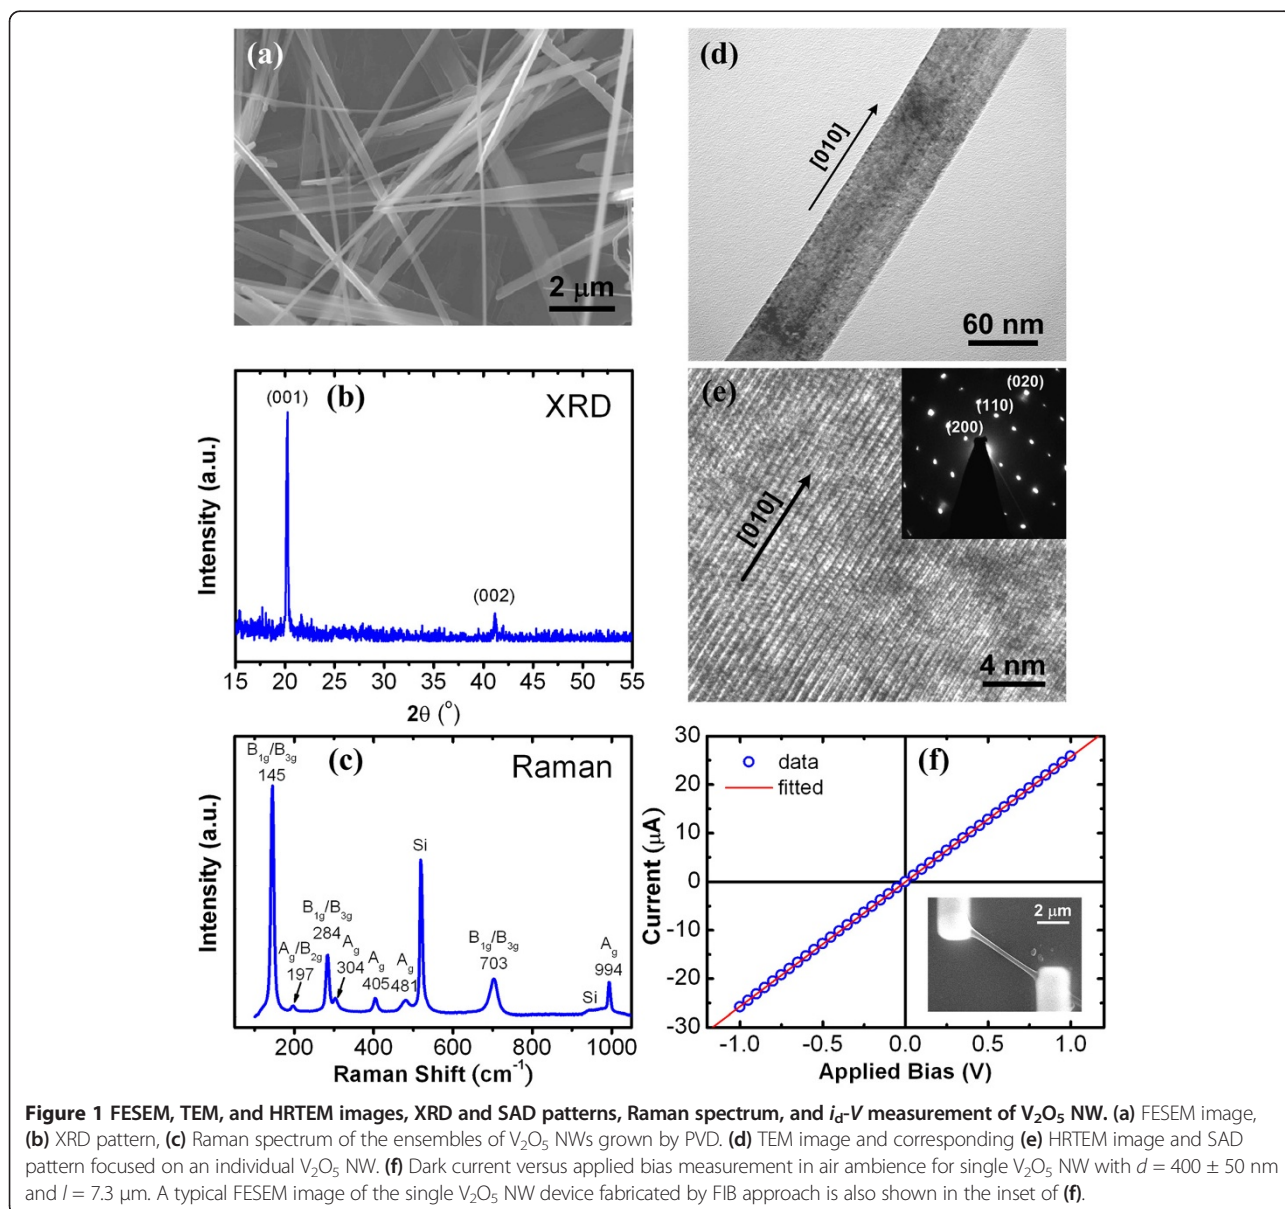 (a)
2 μm
(d)
[010]
60 nm
(b)
XRD
(001)
(002)
Intensity (a.u.)
15 20 25 30 35 40 45 50 55
2θ (°)
(e)
[010]
(020)
(110)
(200)
4 nm
(c)
Raman
B1g/B3g
145
Ag/B2g
197
B1g/B3g
284
Ag
304
Ag
405
Ag
481
Si
B1g/B3g
703
Si
Ag
994
Intensity (a.u.)
200 400 600 800 1000
Raman Shift (cm⁻¹)
(f)
data
fitted
30
20
10
0
-10
-20
-30
Current (μA)
2 μm
-1.0 -0.5 0.0 0.5 1.0
Applied Bias (V)
Figure 1 FESEM, TEM, and HRTEM images, XRD and SAD patterns, Raman spectrum, and id-V measurement of V₂O₅ NW. (a) FESEM image,
(b) XRD pattern, (c) Raman spectrum of the ensembles of V₂O₅ NWs grown by PVD. (d) TEM image and corresponding (e) HRTEM image and SAD
pattern focused on an individual V₂O₅ NW. (f) Dark current versus applied bias measurement in air ambience for single V₂O₅ NW with d = 400 ± 50 nm
and l = 7.3 μm. A typical FESEM image of the single V₂O₅ NW device fabricated by FIB approach is also shown in the inset of (f).